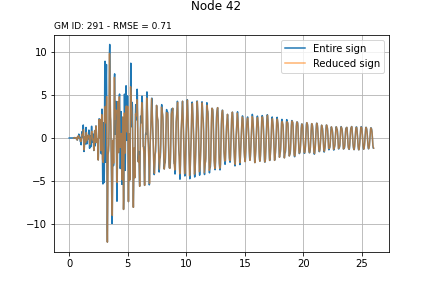 Node 42
GM ID: 291 - RMSE = 0.71
Entire sign
Reduced sign
10
5
0
−5
−10
0 5 10 15 20 25